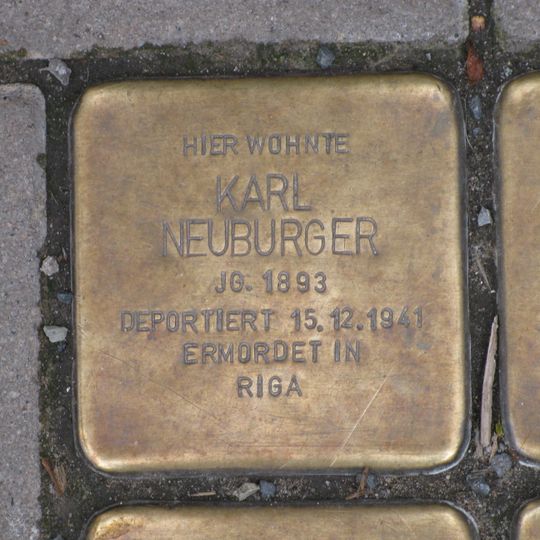 HIER WOHNTE
KARL
NEUBURGER
JG. 1893
DEPORTIERT 15.12.1941
ERMORDET IN
RIGA